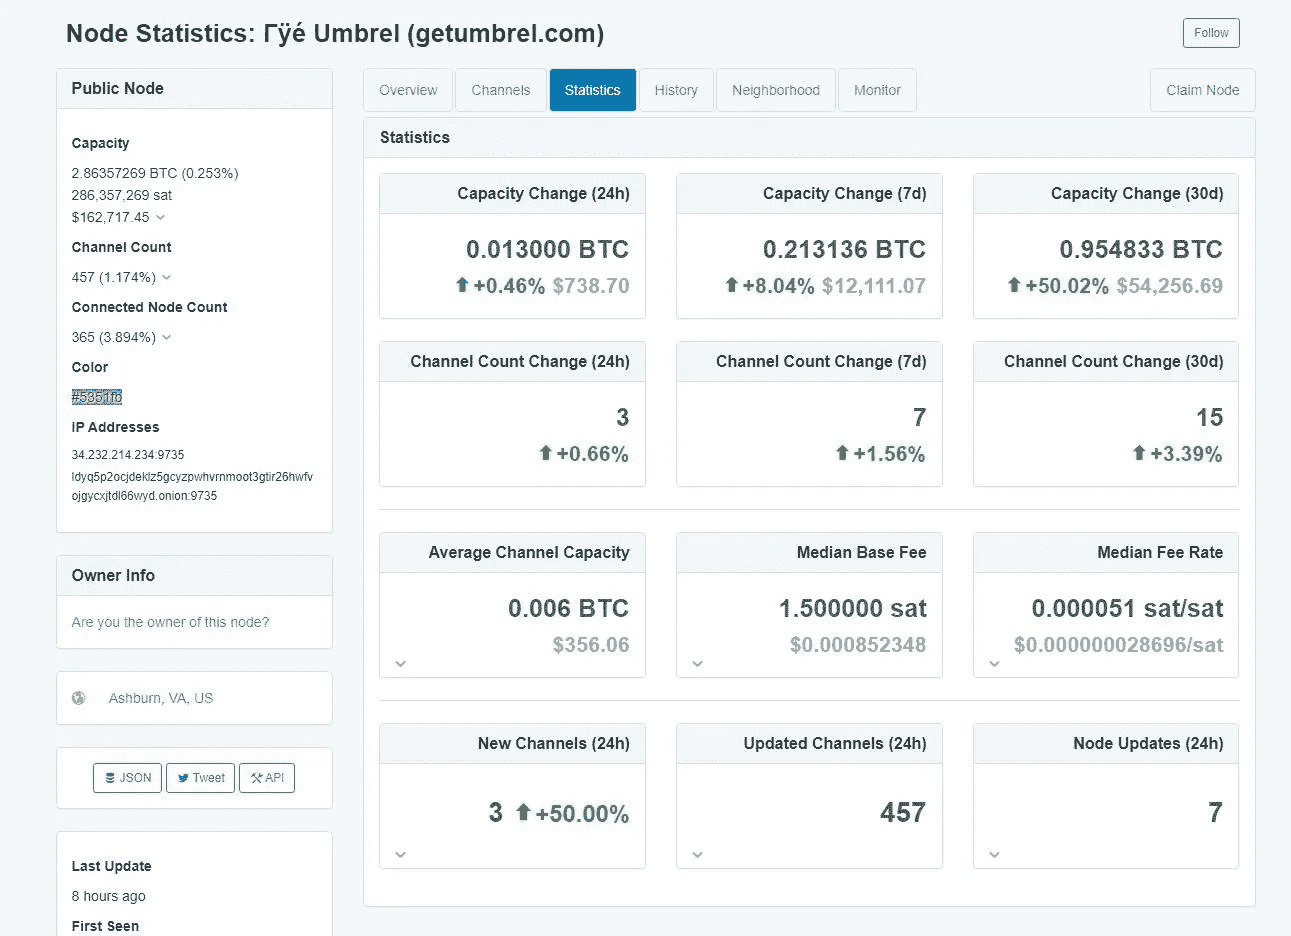 Node Statistics: Γÿé Umbrel (getumbrel.com)
Follow
Public Node
Capacity
2.86357269 BTC (0.253%)
286,357,269 sat
$162,717.45
Channel Count
457 (1.174%)
Connected Node Count
365 (3.894%)
Color
#5351fb
IP Addresses
34.232.214.234:9735
ldyq5p2ocjdeklz5gcyzpwhvrnmoot3gtir26hwfv
ojgycxjtdl66wyd.onion:9735
Owner Info
Are you the owner of this node?
Ashburn, VA, US
JSON Tweet API
Last Update
8 hours ago
First Seen
Overview Channels Statistics History Neighborhood Monitor Claim Node
Statistics
Capacity Change (24h)
0.013000 BTC
+0.46% $738.70
Capacity Change (7d)
0.213136 BTC
+8.04% $12,111.07
Capacity Change (30d)
0.954833 BTC
+50.02% $54,256.69
Channel Count Change (24h)
3
+0.66%
Channel Count Change (7d)
7
+1.56%
Channel Count Change (30d)
15
+3.39%
Average Channel Capacity
0.006 BTC
$356.06
Median Base Fee
1.500000 sat
$0.000852348
Median Fee Rate
0.000051 sat/sat
$0.000000028696/sat
New Channels (24h)
3 +50.00%
Updated Channels (24h)
457
Node Updates (24h)
7